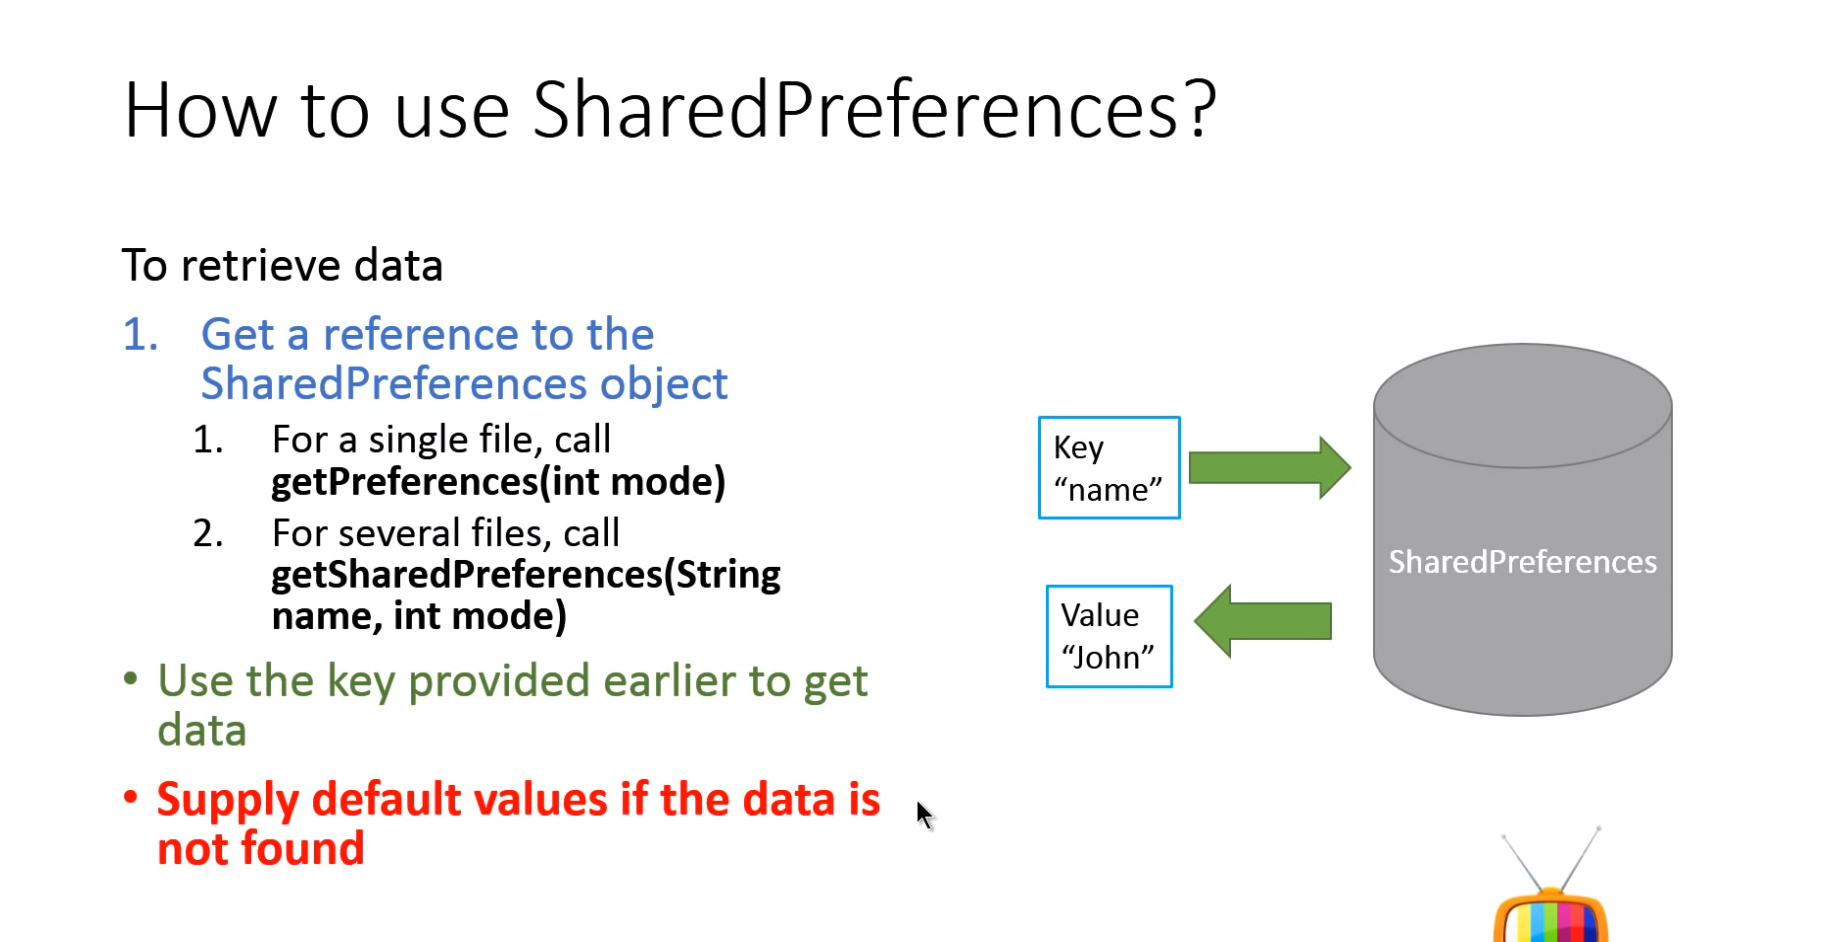 How to use SharedPreferences?
To retrieve data
1. Get a reference to the
SharedPreferences object
1. For a single file, call
getPreferences(int mode)
2. For several files, call
getSharedPreferences(String
name, int mode)
• Use the key provided earlier to get
data
• Supply default values if the data is
not found
Key
“name”
Value
“John”
SharedPreferences